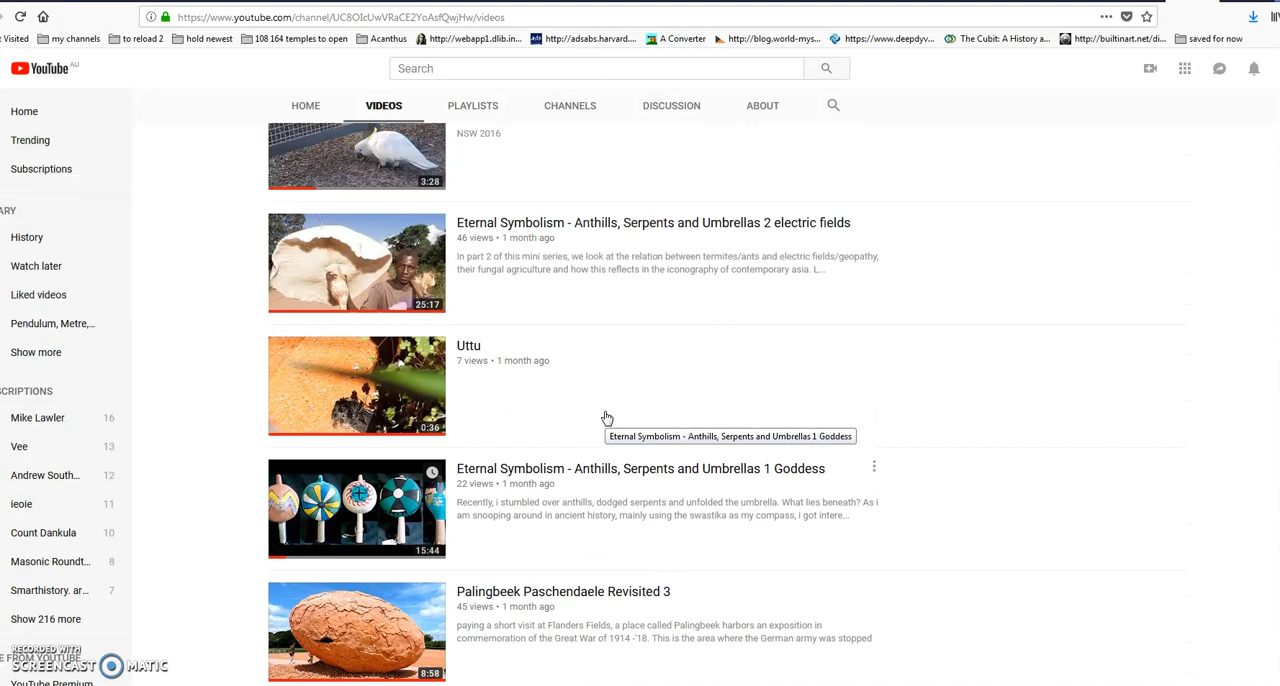 https://www.youtube.com/channel/UC8OIcUwVRaCE2YoAsfQwjHw/videos
Visited my channels to reload 2 hold newest 108 164 temples to open Acanthus http://webapp1.dlib.in... http://adsabs.harvard.... A Converter http://blog.world-mys... https://www.deepdyv... The Cubit: A History a... http://builtinart.net/di... saved for now
YouTube AU
Search
HOME VIDEOS PLAYLISTS CHANNELS DISCUSSION ABOUT
Home
Trending
Subscriptions
ARY
History
Watch later
Liked videos
Pendulum, Metre,...
Show more
SCRIPTIONS
Mike Lawler 16
Vee 13
Andrew South... 12
ieoie 11
Count Dankula 10
Masonic Roundt... 8
Smarthistory. ar... 7
Show 216 more
RECORDED WITH
SCREENCAST MATIC
E FROM YOUTUBE
YouTube Premium
NSW 2016
3:28
Eternal Symbolism - Anthills, Serpents and Umbrellas 2 electric fields
46 views • 1 month ago
In part 2 of this mini series, we look at the relation between termites/ants and electric fields/geopathy,
their fungal agriculture and how this reflects in the iconography of contemporary asia. L...
25:17
Uttu
7 views • 1 month ago
0:36
Eternal Symbolism - Anthills, Serpents and Umbrellas 1 Goddess
Eternal Symbolism - Anthills, Serpents and Umbrellas 1 Goddess
22 views • 1 month ago
Recently, i stumbled over anthills, dodged serpents and unfolded the umbrella. What lies beneath? As i
am snooping around in ancient history, mainly using the swastika as my compass, i got intere...
15:44
Palingbeek Paschendaele Revisited 3
45 views • 1 month ago
paying a short visit at Flanders Fields, a place called Palingbeek harbors an exposition in
commemoration of the Great War of 1914 -'18. This is the area where the German army was stopped
8:58